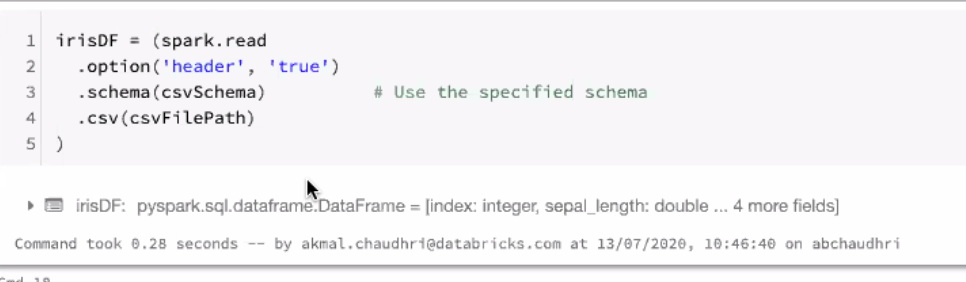 1 irisDF = (spark.read
2 .option('header', 'true')
3 .schema(csvSchema) # Use the specified schema
4 .csv(csvFilePath)
5 )
irisDF: pyspark.sql.dataframe.DataFrame = [index: integer, sepal_length: double ... 4 more fields]
Command took 0.28 seconds -- by akmal.chaudhri@databricks.com at 13/07/2020, 10:46:40 on abchaudhri